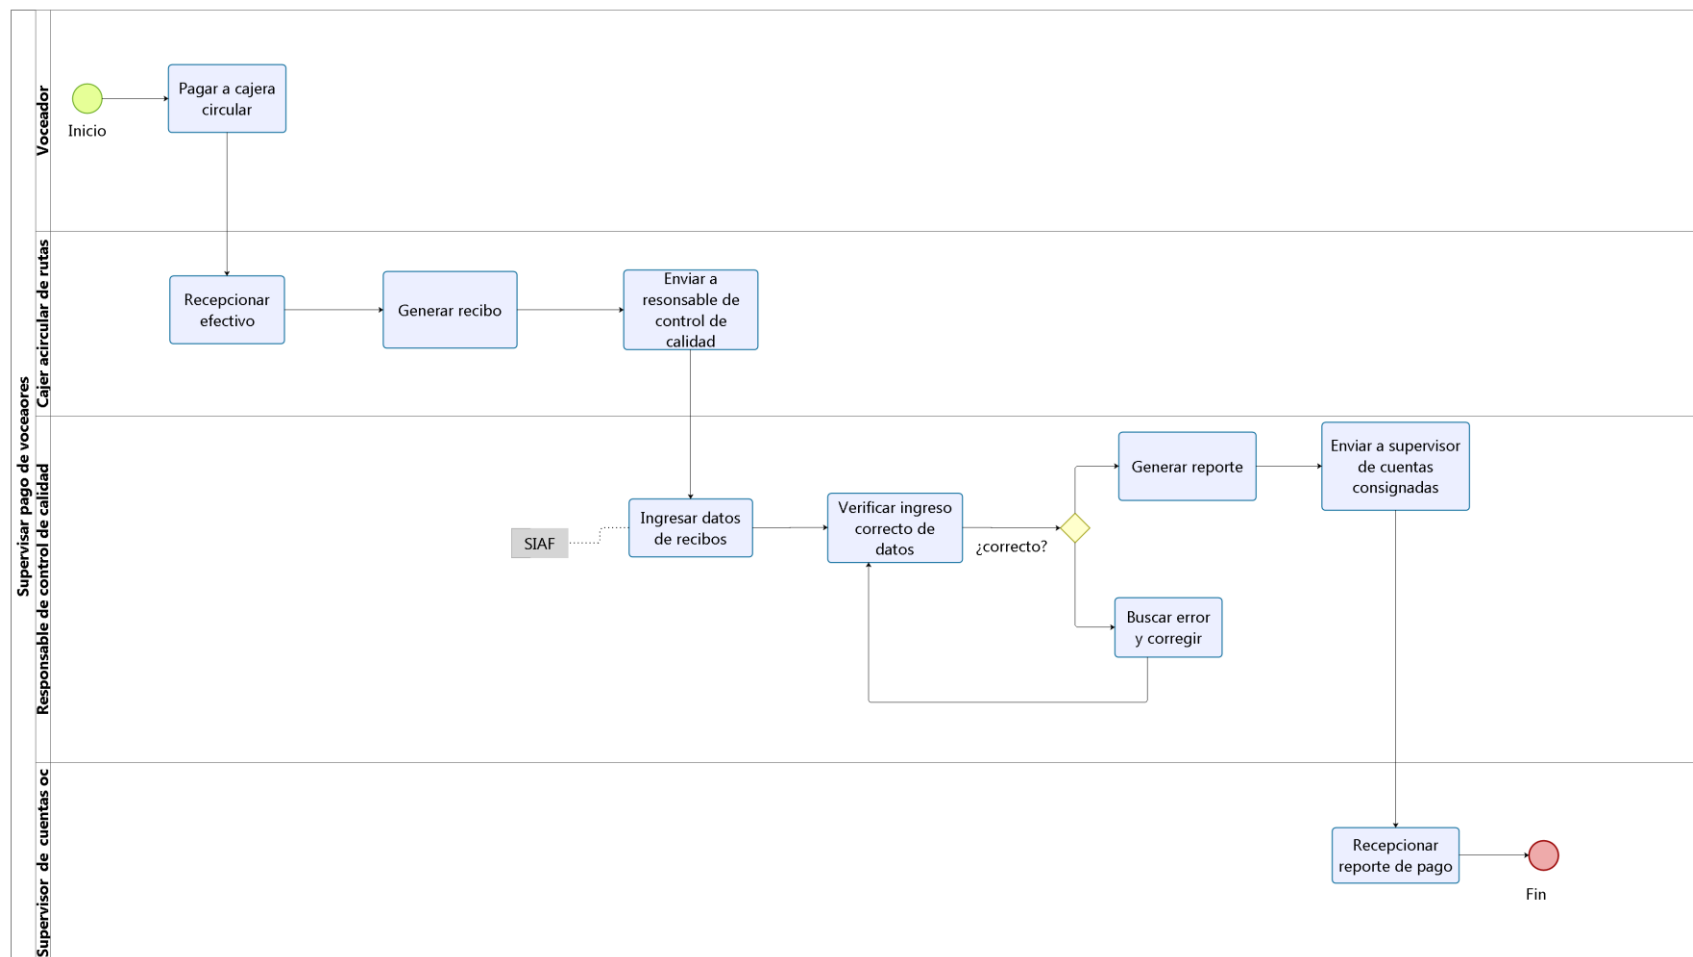 Supervisar pago de voceaores
Voceador
Inicio
Pagar a cajera
circular
Cajer acircular de rutas
Recepcionar
efectivo
Generar recibo
Enviar a
resonsable de
control de
calidad
Responsable de control de calidad
SIAF
Ingresar datos
de recibos
Verificar ingreso
correcto de
datos
¿correcto?
Generar reporte
Enviar a supervisor
de cuentas
consignadas
Buscar error
y corregir
Supervisor de cuentas oc
Recepcionar
reporte de pago
Fin